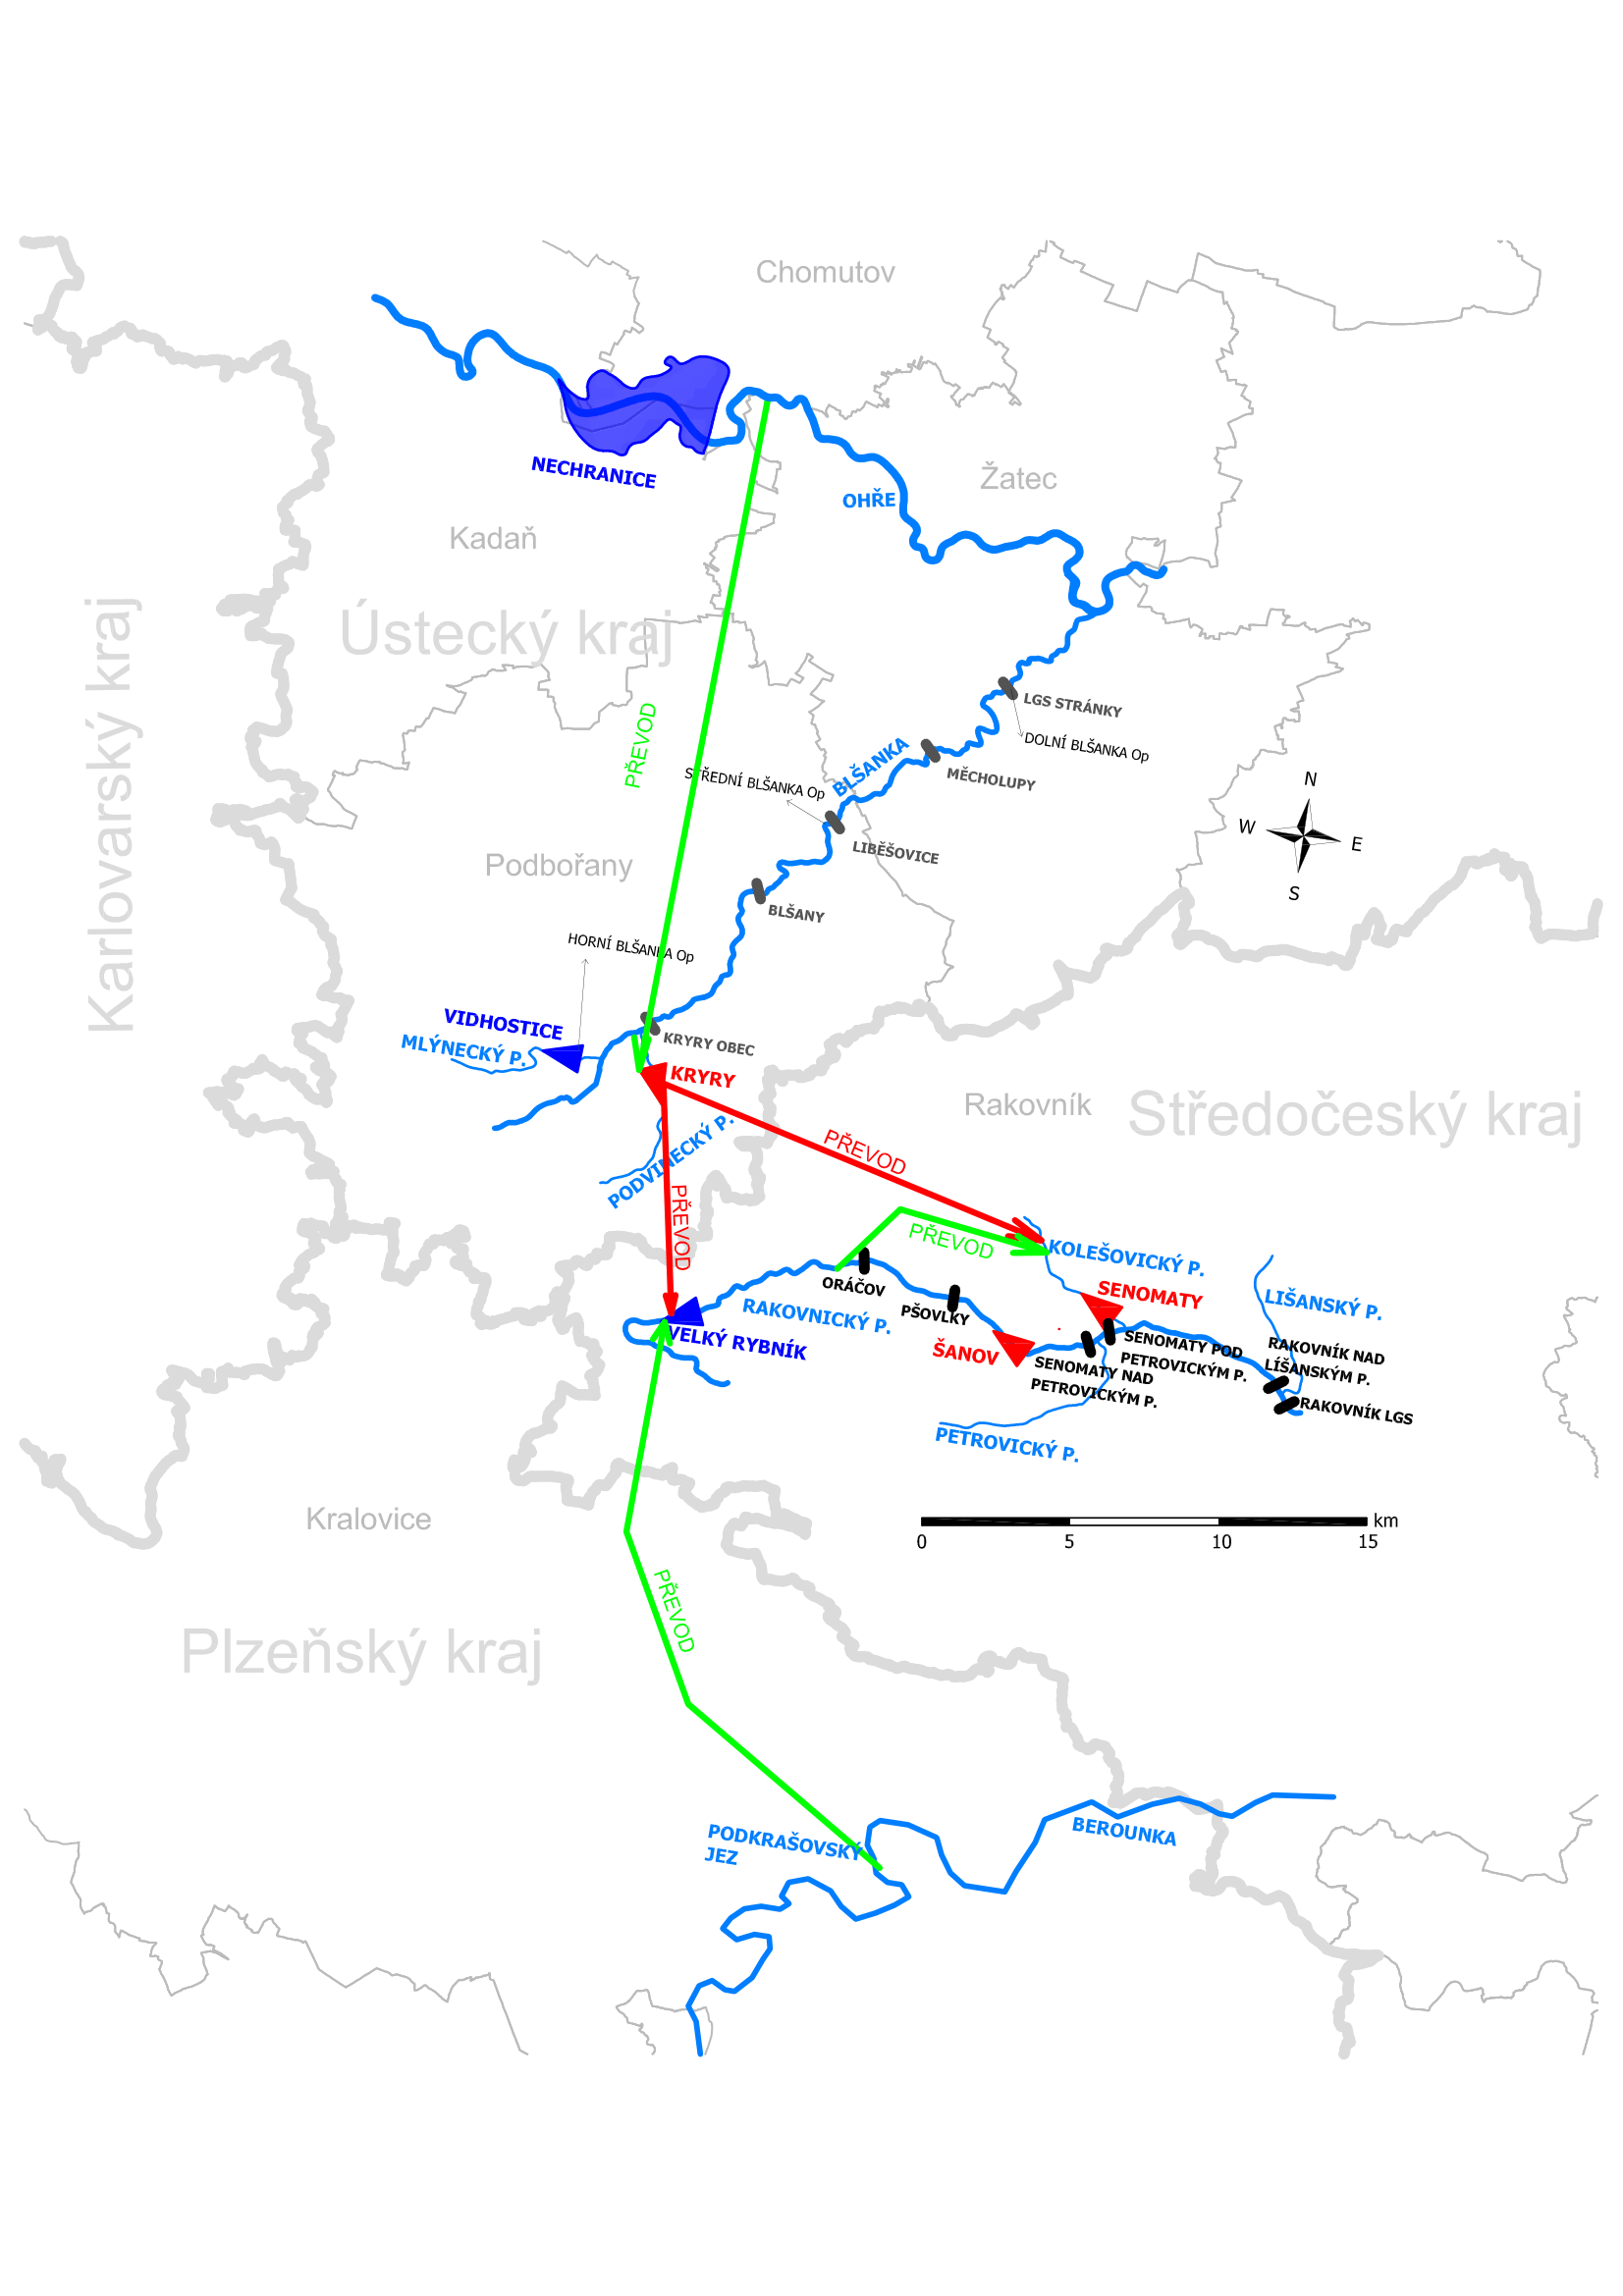 Chomutov
NECHRANICE
OHŘE
Žatec
Kadaň
Ústecký kraj
Karlovarský kraj
PŘEVOD
LGS STRÁNKY
DOLNÍ BLŠANKA Op
BLŠANKA
STŘEDNÍ BLŠANKA Op
MĚCHOLUPY
N
W
E
S
LIBĚŠOVICE
Podbořany
BLŠANY
HORNÍ BLŠANKA Op
VIDHOSTICE
MLÝNECKÝ P.
KRYRY OBEC
KRYRY
Rakovník
Středočeský kraj
PODVINECKÝ P.
PŘEVOD
PŘEVOD
PŘEVOD
KOLEŠOVICKÝ P.
ORÁČOV
SENOMATY
LIŠANSKÝ P.
RAKOVNICKÝ P.
PŠOVLKY
VELKÝ RYBNÍK
ŠANOV
SENOMATY POD
PETROVICKÝM P.
RAKOVNÍK NAD
LÍŠANSKÝM P.
SENOMATY NAD
PETROVICKÝM P.
RAKOVNÍK LGS
PETROVICKÝ P.
Kralovice
km
0
5
10
15
PŘEVOD
Plzeňský kraj
PODKRAŠOVSKÝ
JEZ
BEROUNKA